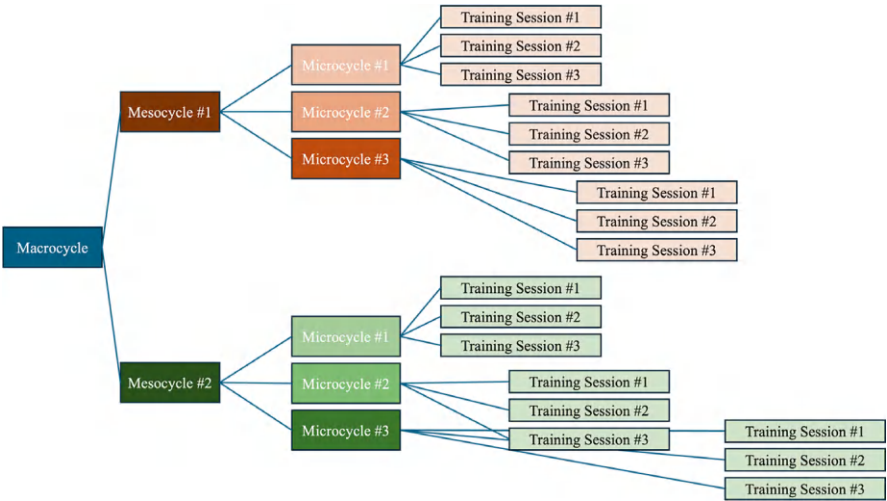 Macrocycle
Mesocycle #1
Microcycle #1
Training Session #1
Training Session #2
Training Session #3
Microcycle #2
Training Session #1
Training Session #2
Training Session #3
Microcycle #3
Training Session #1
Training Session #2
Training Session #3
Mesocycle #2
Microcycle #1
Training Session #1
Training Session #2
Training Session #3
Microcycle #2
Training Session #1
Training Session #2
Training Session #3
Microcycle #3
Training Session #1
Training Session #2
Training Session #3